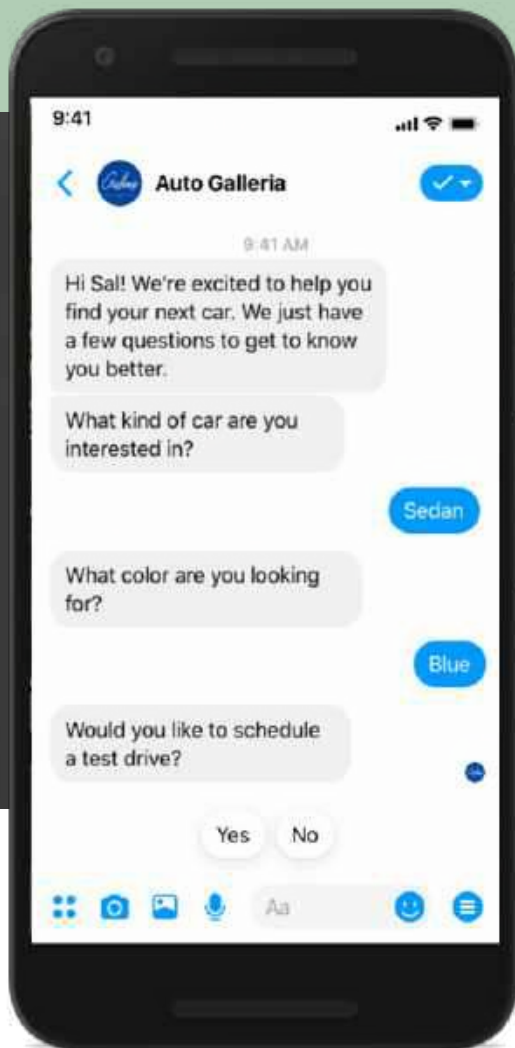 9:41
Auto Galleria
9:41 AM
Hi Sal! We're excited to help you
find your next car. We just have
a few questions to get to know
you better.
What kind of car are you
interested in?
Sedan
What color are you looking
for?
Blue
Would you like to schedule
a test drive?
Yes No
Aa